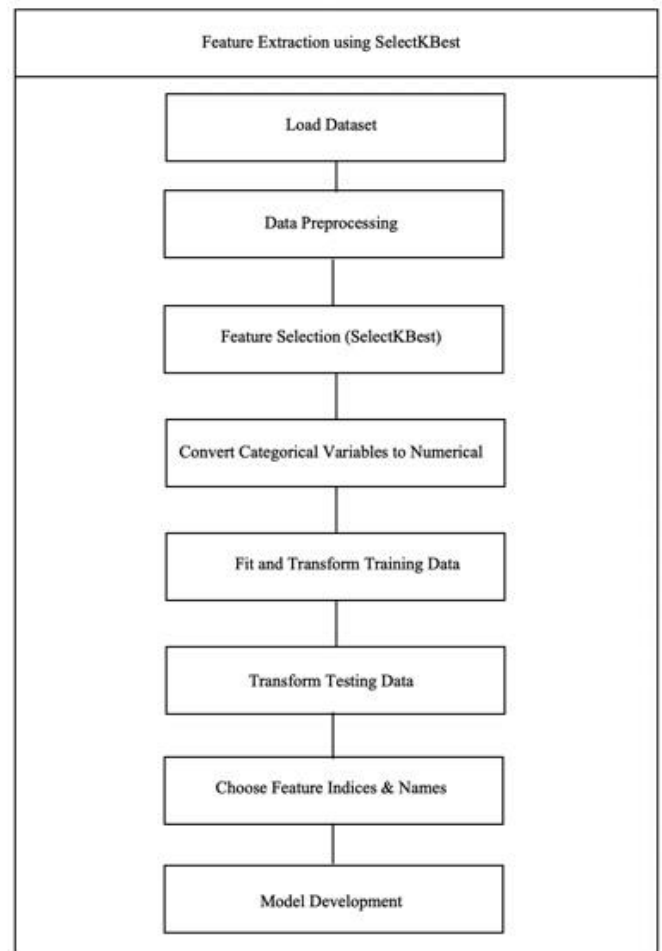 Feature Extraction using SelectKBest
Load Dataset
Data Preprocessing
Feature Selection (SelectKBest)
Convert Categorical Variables to Numerical
Fit and Transform Training Data
Transform Testing Data
Choose Feature Indices & Names
Model Development